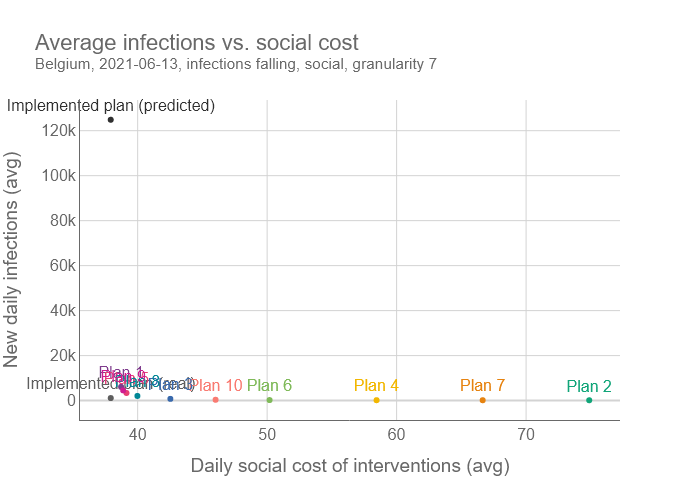 Average infections vs. social cost
Belgium, 2021-06-13, infections falling, social, granularity 7
Implemented plan (predicted)
120k
100k
80k
60k
40k
20k
0
New daily infections (avg)
Plan 1
Implemented plan (real)
Plan 3
Plan 10
Plan 6
Plan 4
Plan 7
Plan 2
40
50
60
70
Daily social cost of interventions (avg)